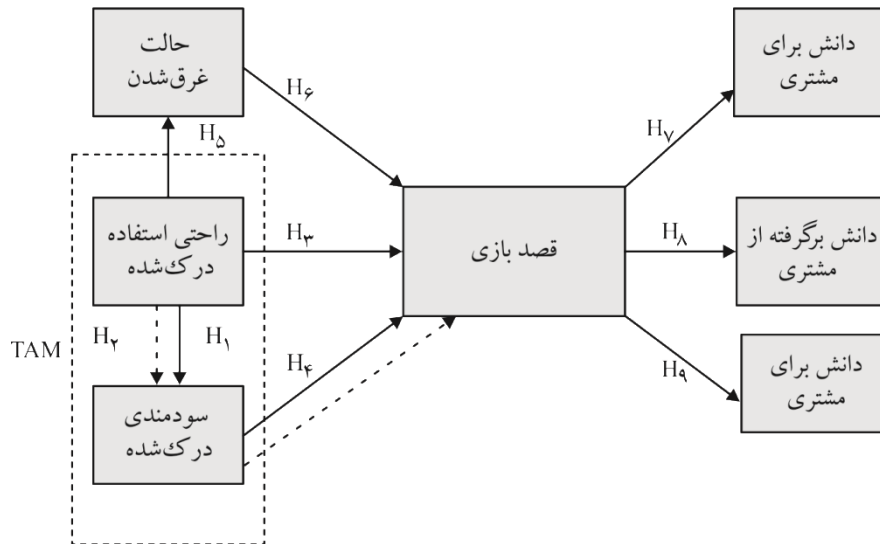 حالت
غرق‌شدن
H۶
دانش برای
مشتری
H۷
H۵
راحتی استفاده
درک‌شده
H۳
قصد بازی
H۸
دانش برگرفته از
مشتری
TAM
H۲
H۱
H۴
H۹
سودمندی
درک‌شده
دانش برای
مشتری